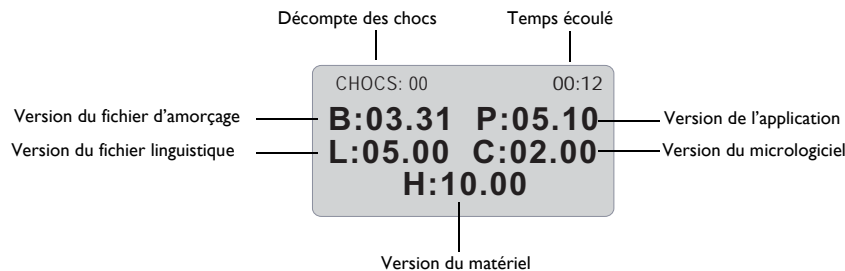 Décompte des chocs Temps écoulé
CHOCS: 00 00:12
Version du fichier d'amorçage B:03.31 P:05.10 Version de l'application
Version du fichier linguistique L:05.00 C:02.00 Version du micrologiciel
H:10.00
Version du matériel